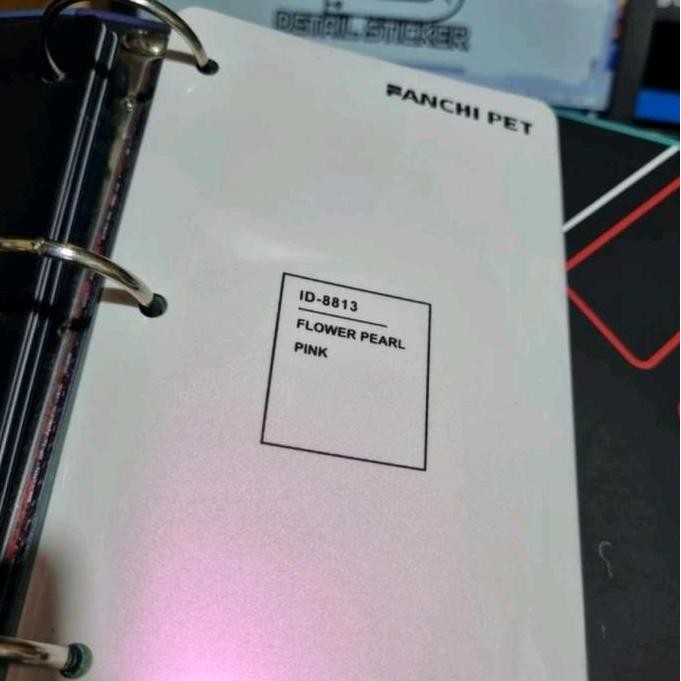 DETAIL STICKER
FANCHI PET
ID-8813
FLOWER PEARL
PINK